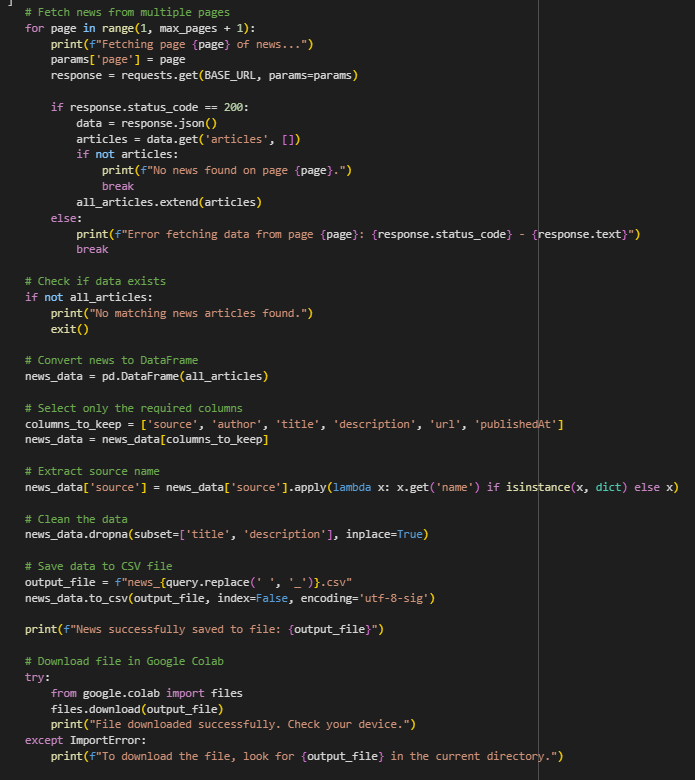 ]
# Fetch news from multiple pages
for page in range(1, max_pages + 1):
    print(f"Fetching page {page} of news...")
    params['page'] = page
    response = requests.get(BASE_URL, params=params)

    if response.status_code == 200:
        data = response.json()
        articles = data.get('articles', [])
        if not articles:
            print(f"No news found on page {page}.")
            break
        all_articles.extend(articles)
    else:
        print(f"Error fetching data from page {page}: {response.status_code} - {response.text}")
        break

# Check if data exists
if not all_articles:
    print("No matching news articles found.")
    exit()

# Convert news to DataFrame
news_data = pd.DataFrame(all_articles)

# Select only the required columns
columns_to_keep = ['source', 'author', 'title', 'description', 'url', 'publishedAt']
news_data = news_data[columns_to_keep]

# Extract source name
news_data['source'] = news_data['source'].apply(lambda x: x.get('name') if isinstance(x, dict) else x)

# Clean the data
news_data.dropna(subset=['title', 'description'], inplace=True)

# Save data to CSV file
output_file = f"news_{query.replace(' ', '_')}.csv"
news_data.to_csv(output_file, index=False, encoding='utf-8-sig')

print(f"News successfully saved to file: {output_file}")

# Download file in Google Colab
try:
    from google.colab import files
    files.download(output_file)
    print("File downloaded successfully. Check your device.")
except ImportError:
    print(f"To download the file, look for {output_file} in the current directory.")